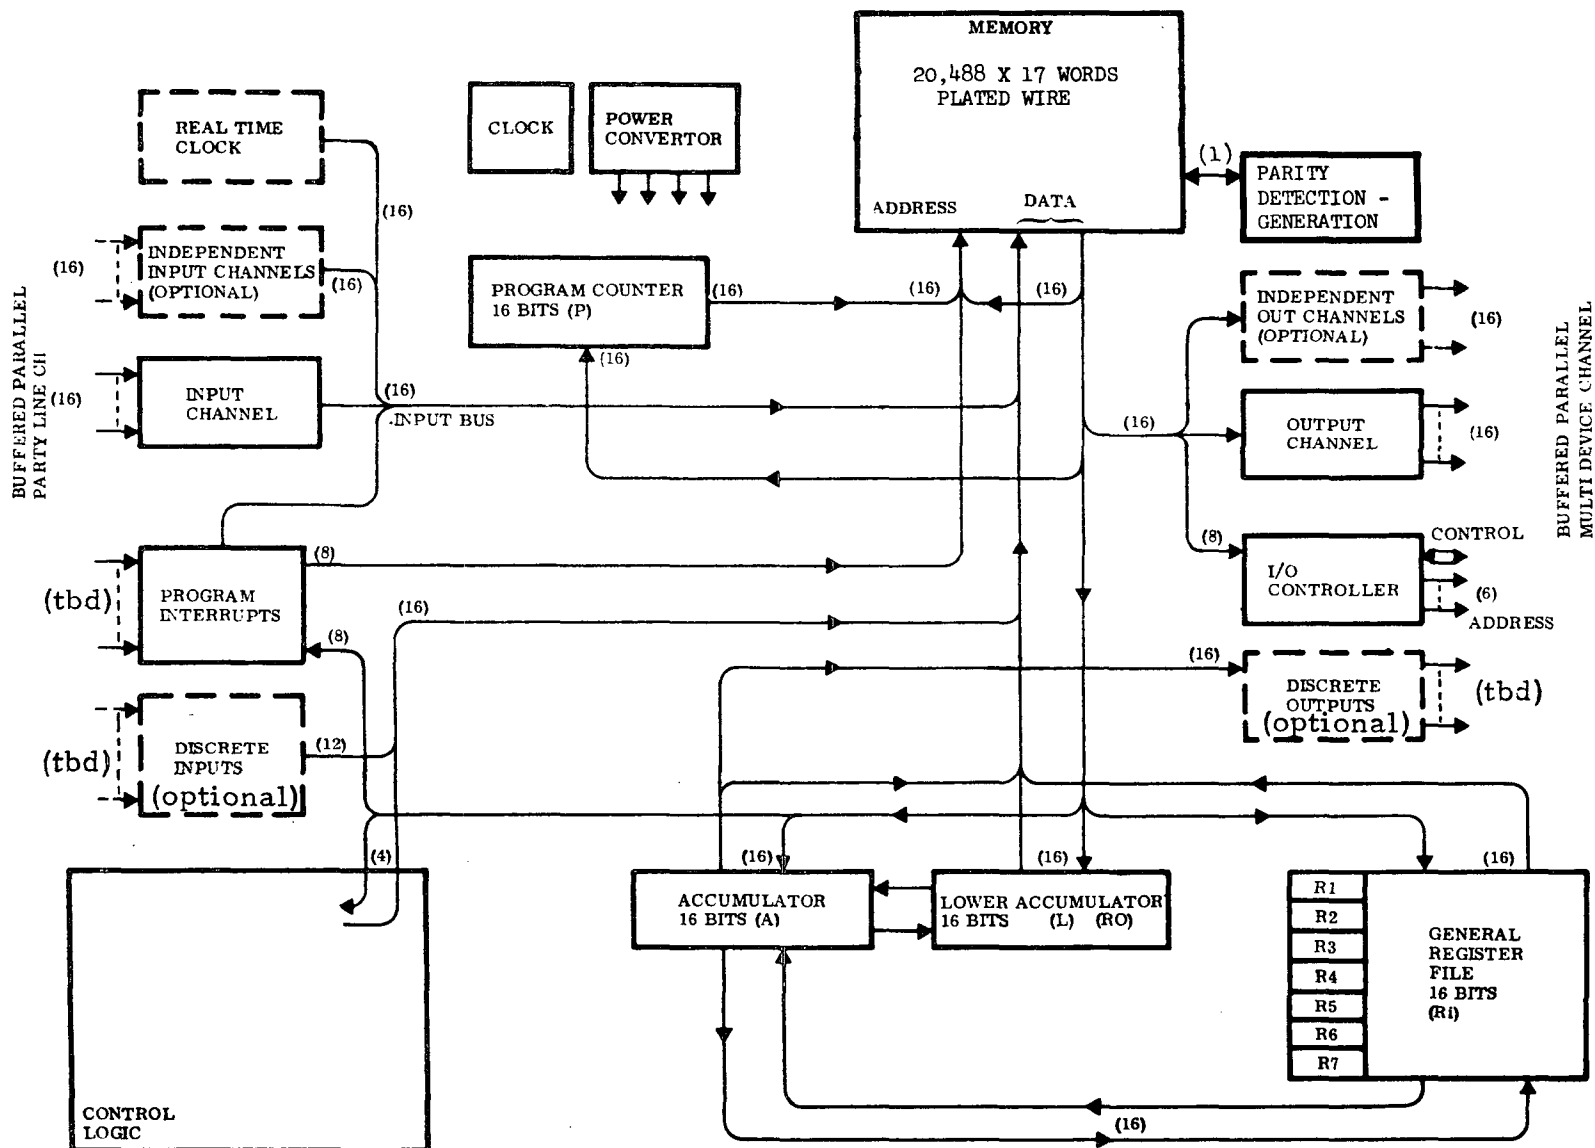 MEMORY
20,488 X 17 WORDS
PLATED WIRE
ADDRESS
DATA
CLOCK
POWER
CONVERTOR
(1)
PARITY
DETECTION -
GENERATION
REAL TIME
CLOCK
(16)
(16)
INDEPENDENT
INPUT CHANNELS
(OPTIONAL)
(16)
BUFFERED PARALLEL
PARTY LINE CH
(16)
INPUT
CHANNEL
(16)
.INPUT BUS
PROGRAM COUNTER
16 BITS (P)
(16)
(16)
(16)
(16)
INDEPENDENT
OUT CHANNELS
(OPTIONAL)
(16)
(16)
OUTPUT
CHANNEL
(16)
BUFFERED PARALLEL
MULTI DEVICE CHANNEL
(8)
I/O
CONTROLLER
CONTROL
(6)
ADDRESS
(tbd)
PROGRAM
INTERRUPTS
(8)
(8)
(16)
(tbd)
DISCRETE
INPUTS
(optional)
(12)
(16)
DISCRETE
OUTPUTS
(optional)
(tbd)
(4)
CONTROL
LOGIC
(16)
ACCUMULATOR
16 BITS (A)
(16)
LOWER ACCUMULATOR
16 BITS (L) (RO)
(16)
R1
R2
R3
R4
R5
R6
R7
GENERAL
REGISTER
FILE
16 BITS
(Ri)
(16)